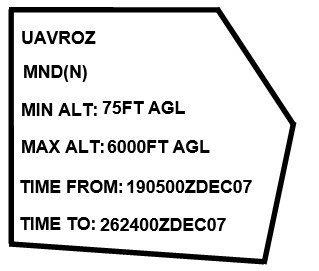 UAVROZ
MND(N)
MIN ALT: 75FT AGL
MAX ALT: 6000FT AGL
TIME FROM: 190500ZDEC07
TIME TO: 262400ZDEC07